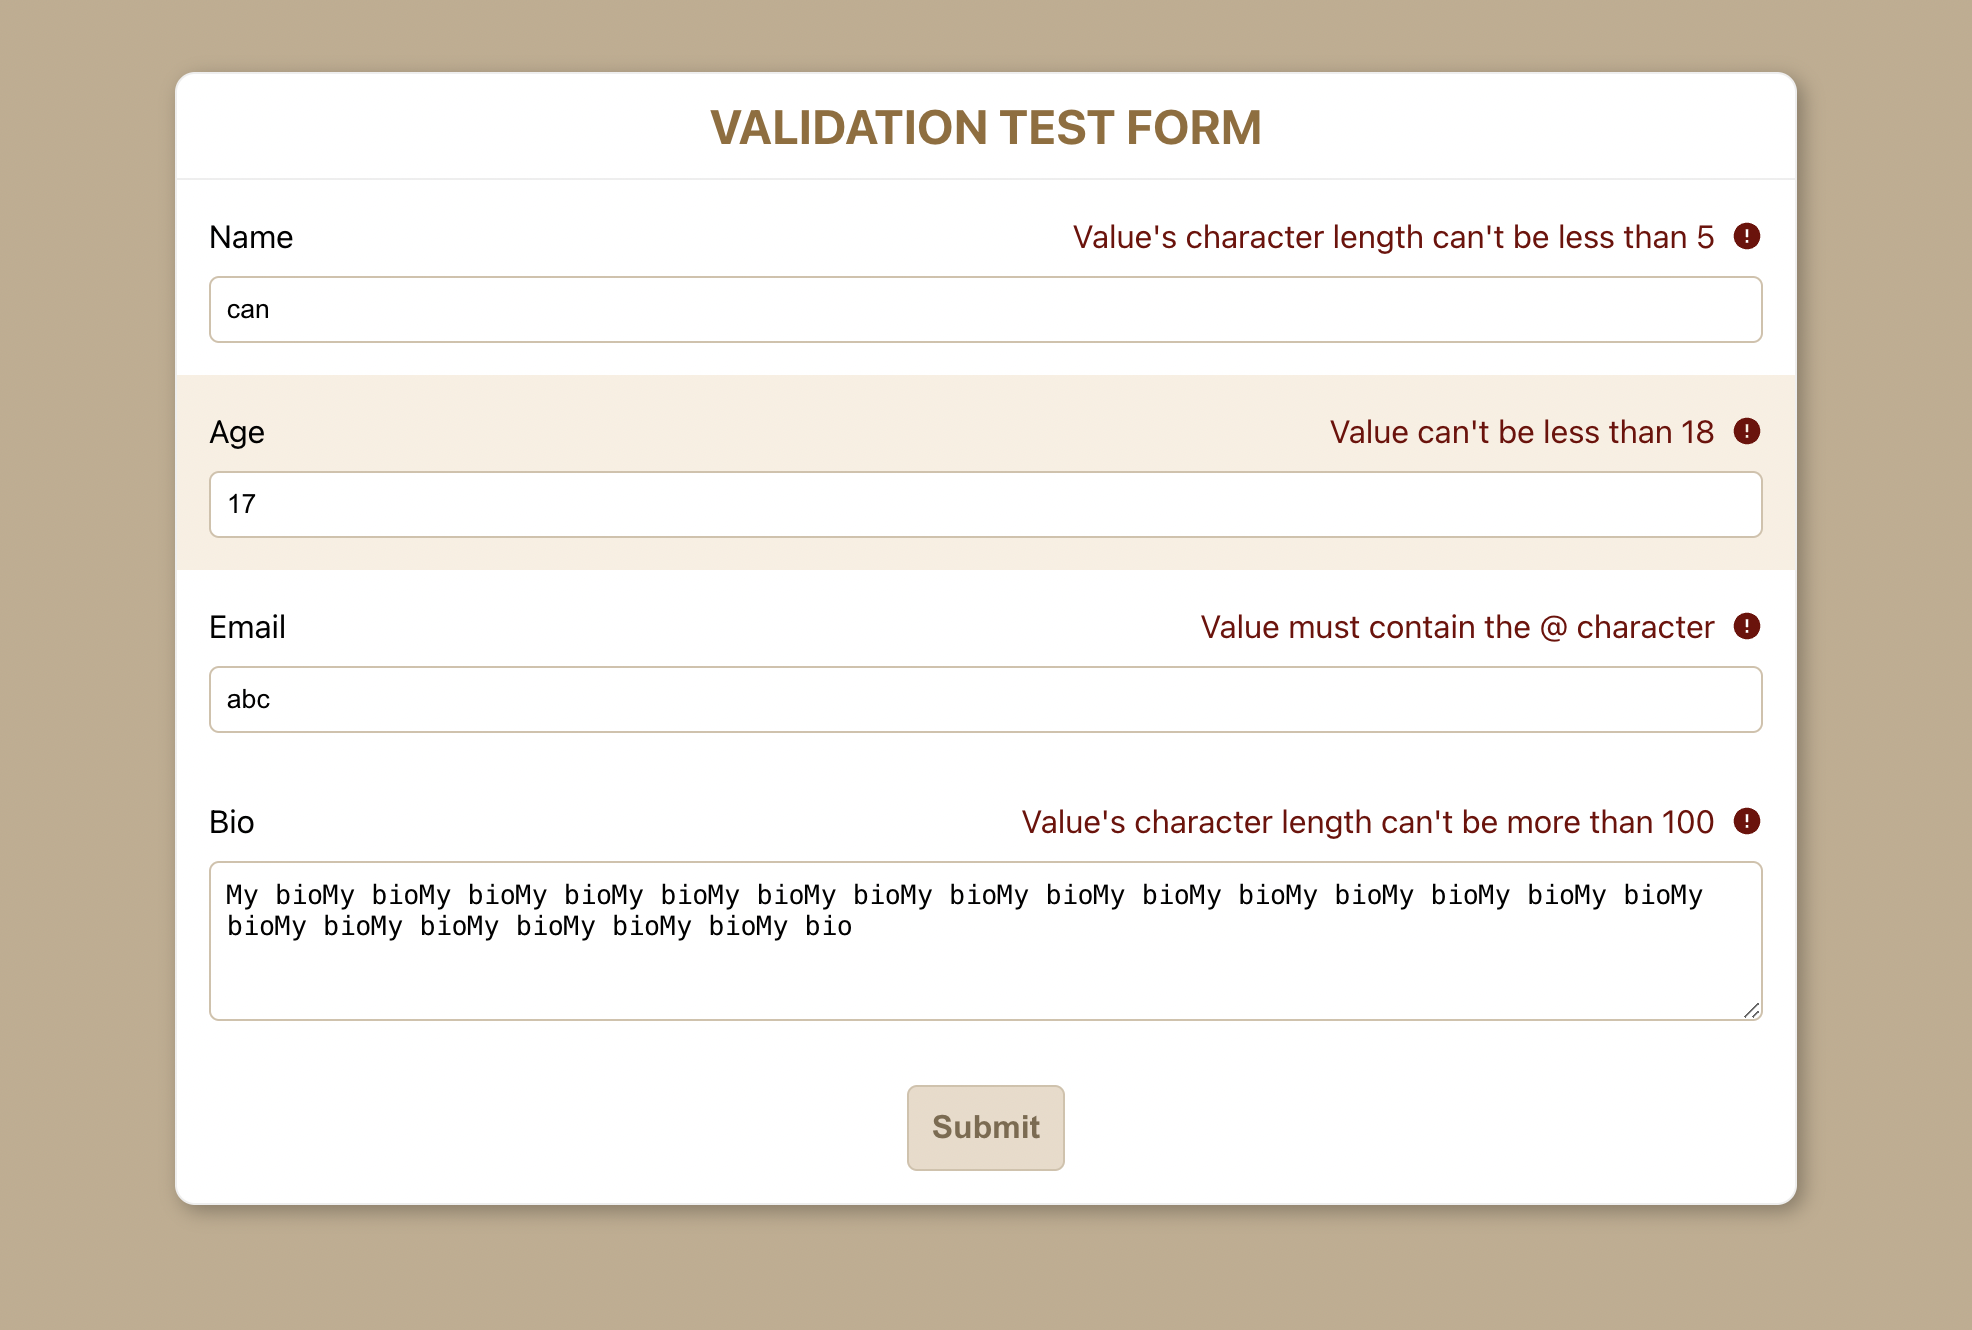 VALIDATION TEST FORM
Name
Value's character length can't be less than 5
can
Age
Value can't be less than 18
17
Email
Value must contain the @ character
abc
Bio
Value's character length can't be more than 100
My bioMy bioMy bioMy bioMy bioMy bioMy bioMy bioMy bioMy bioMy bioMy bioMy bioMy bioMy bioMy
bioMy bioMy bioMy bioMy bioMy bioMy bio
Submit